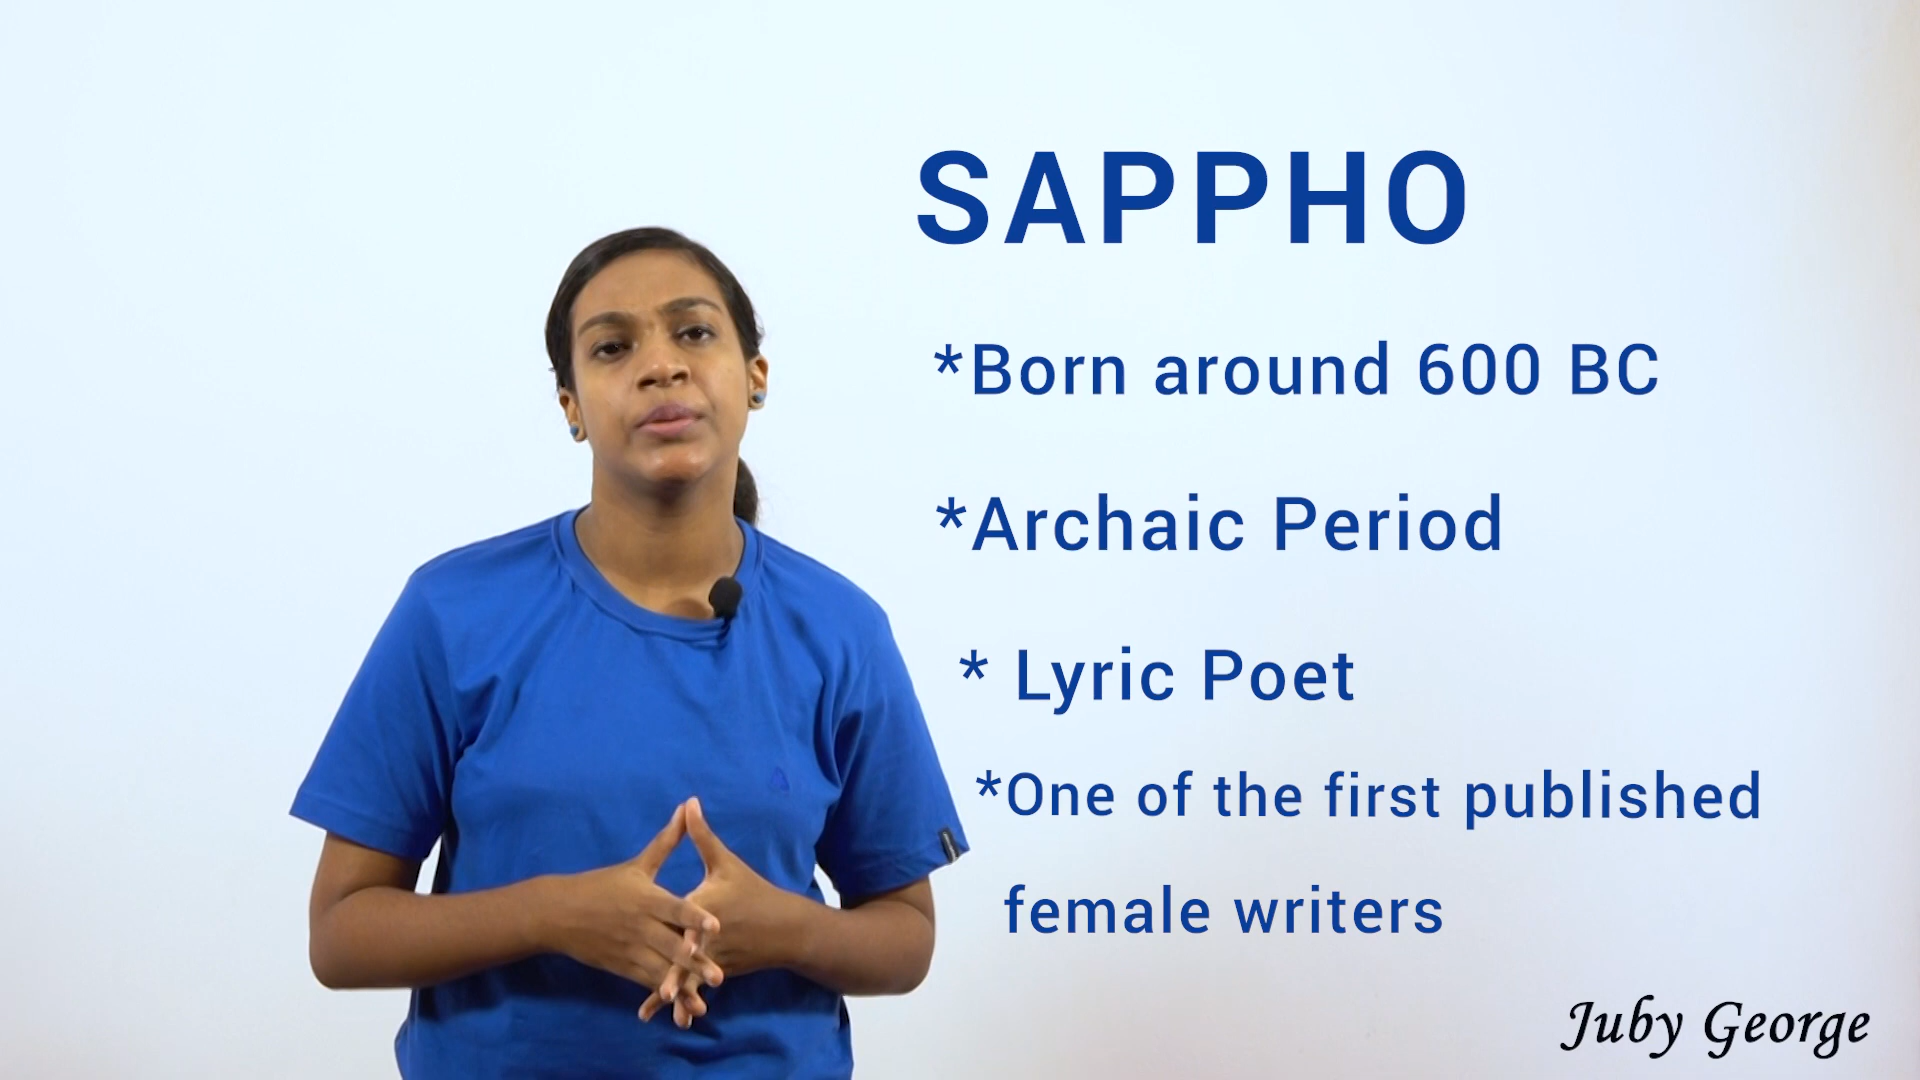 SAPPHO
*Born around 600 BC
*Archaic Period
* Lyric Poet
*One of the first published
female writers
Juby George